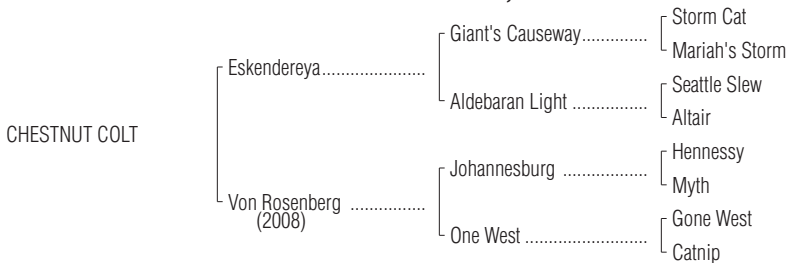 Storm Cat
Giant's Causeway..............
Mariah's Storm
Eskendereya......................
Seattle Slew
Aldebaran Light ................
Altair
CHESTNUT COLT
Hennessy
Johannesburg ..................
Myth
Von Rosenberg ................
(2008)
Gone West
One West ..........................
Catnip